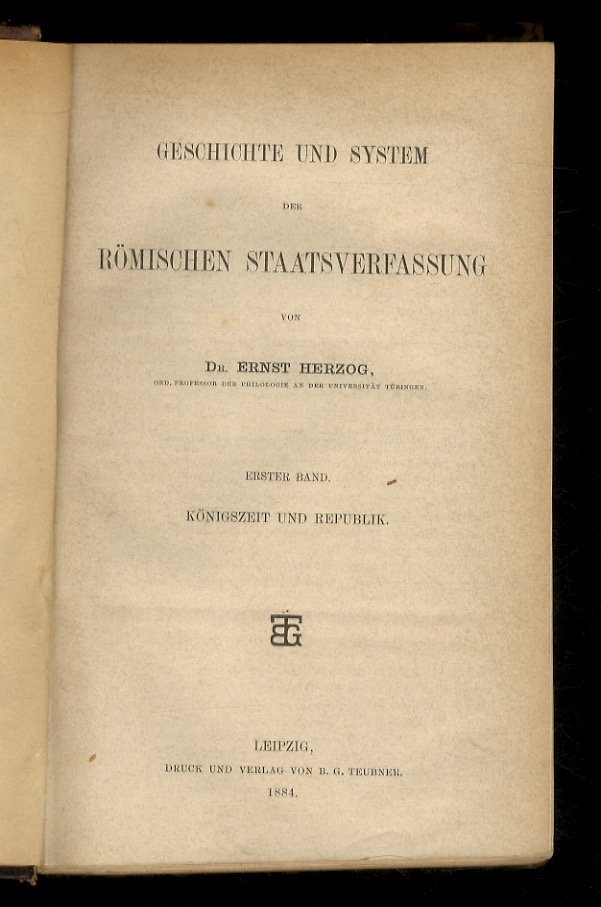 GESCHICHTE UND SYSTEM
DER
RÖMISCHEN STAATSVERFASSUNG
VON
DR. ERNST HERZOG,
ORD. PROFESSOR DER PHILOLOGIE AN DER UNIVERSITÄT TÜBINGEN.
ERSTER BAND.
KÖNIGSZEIT UND REPUBLIK.
BTG
LEIPZIG,
DRUCK UND VERLAG VON B. G. TEUBNER.
1884.